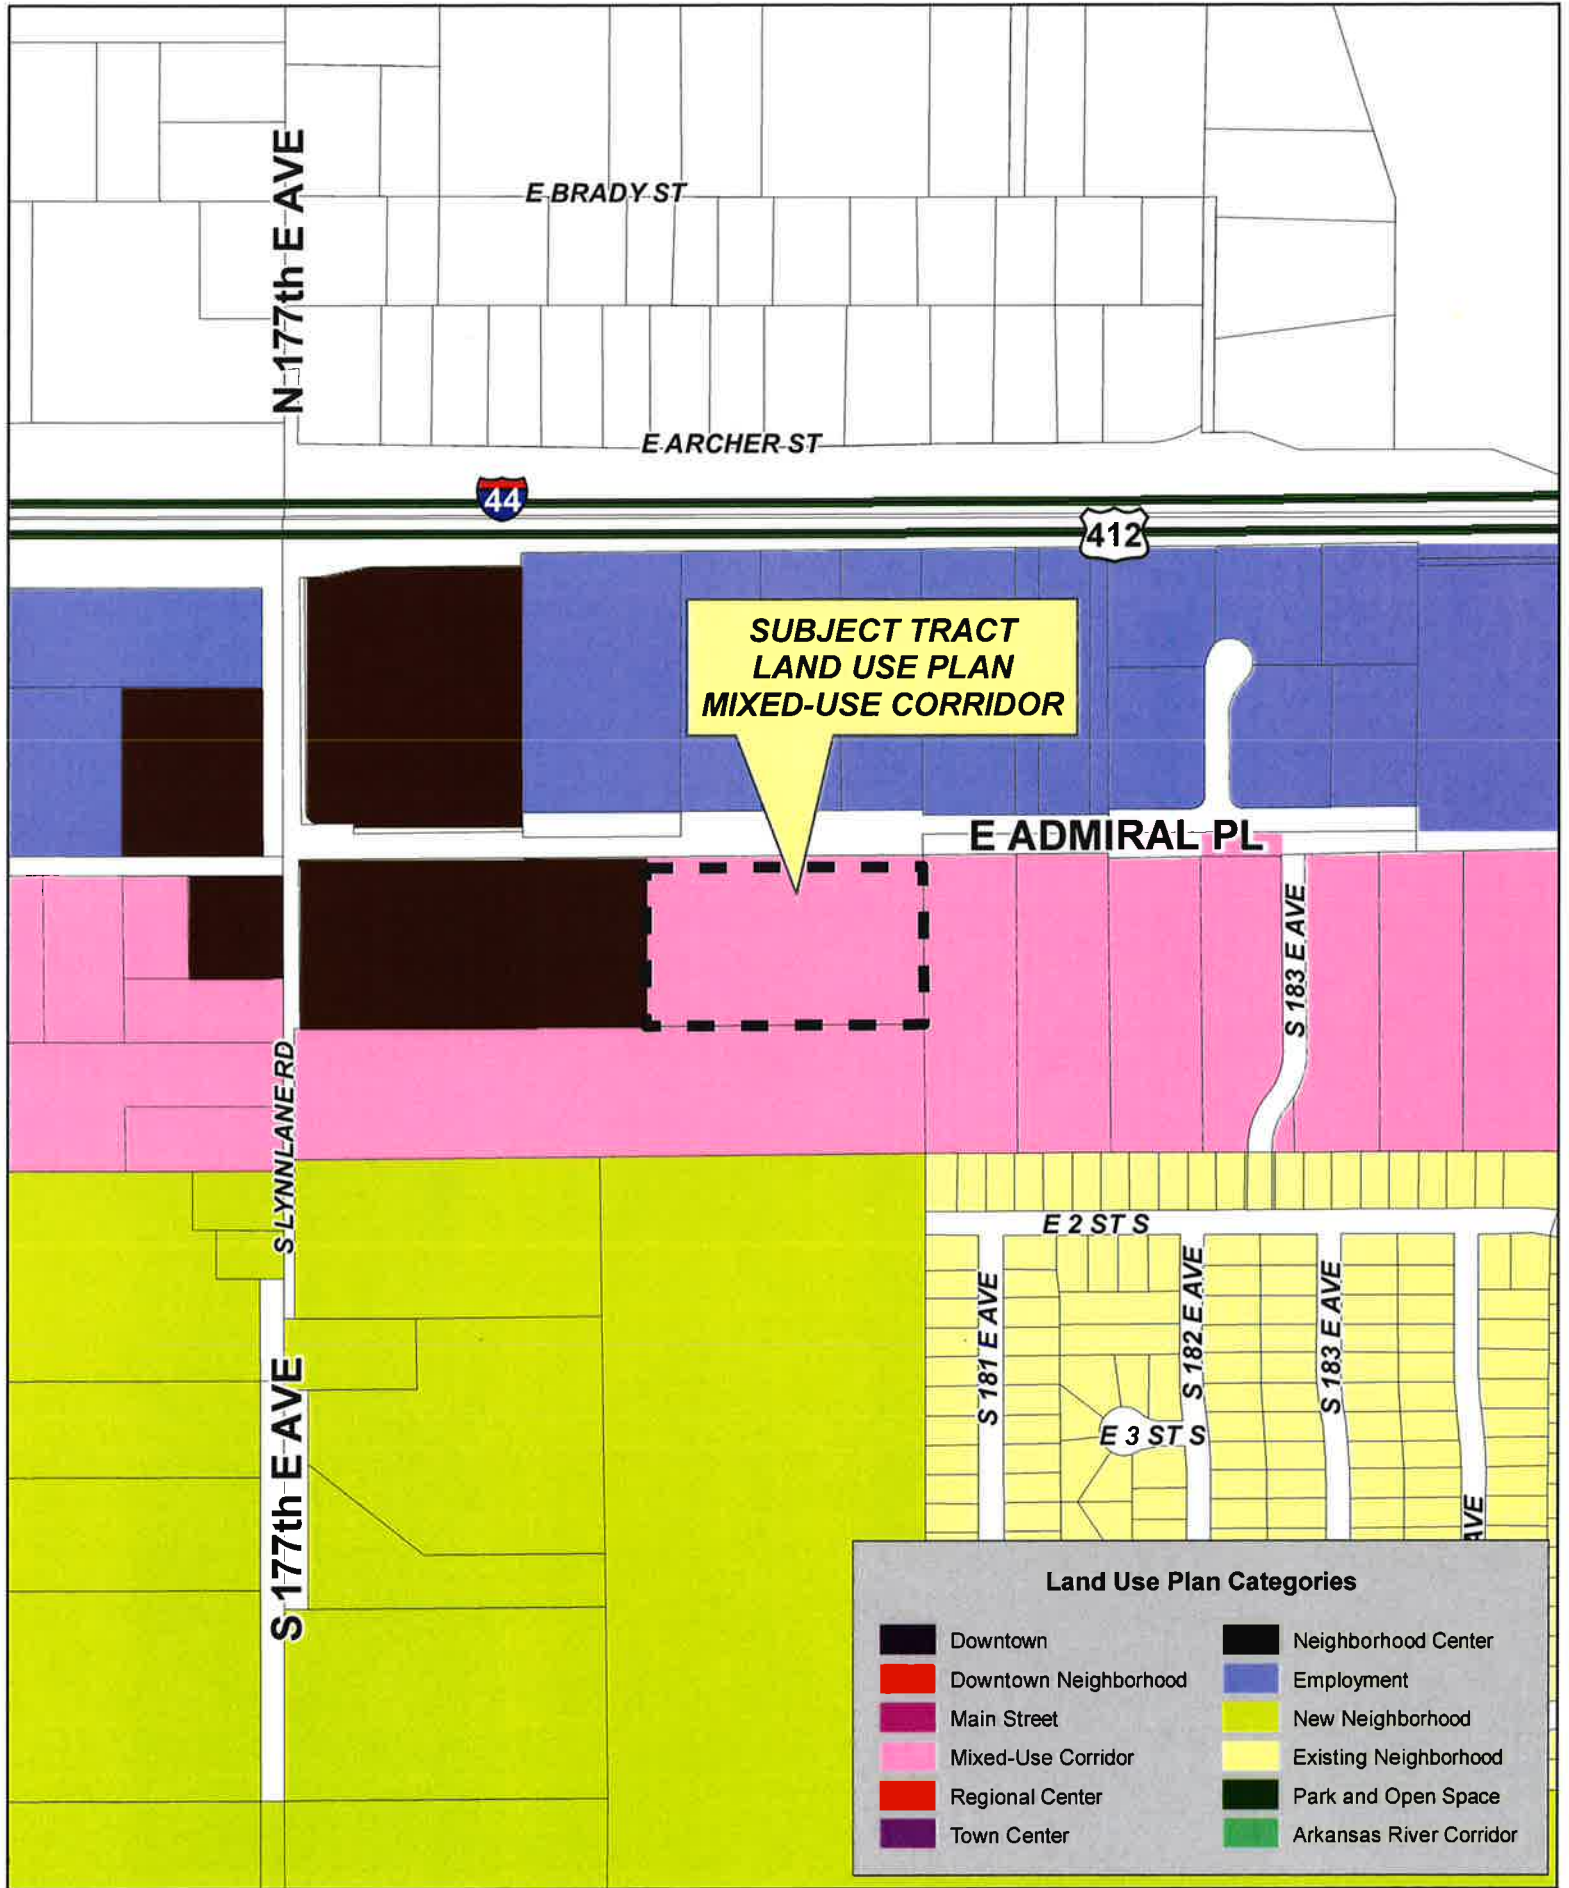 N 177th E AVE
E BRADY ST
E ARCHER ST
44
412
SUBJECT TRACT
LAND USE PLAN
MIXED-USE CORRIDOR
E ADMIRAL PL
S 183 E AVE
S LYNNLANE RD
E 2 ST S
S 181 E AVE
S 182 E AVE
S 183 E AVE
E 3 ST S
AVE
S 177th E AVE
Land Use Plan Categories
Downtown
Downtown Neighborhood
Main Street
Mixed-Use Corridor
Regional Center
Town Center
Neighborhood Center
Employment
New Neighborhood
Existing Neighborhood
Park and Open Space
Arkansas River Corridor